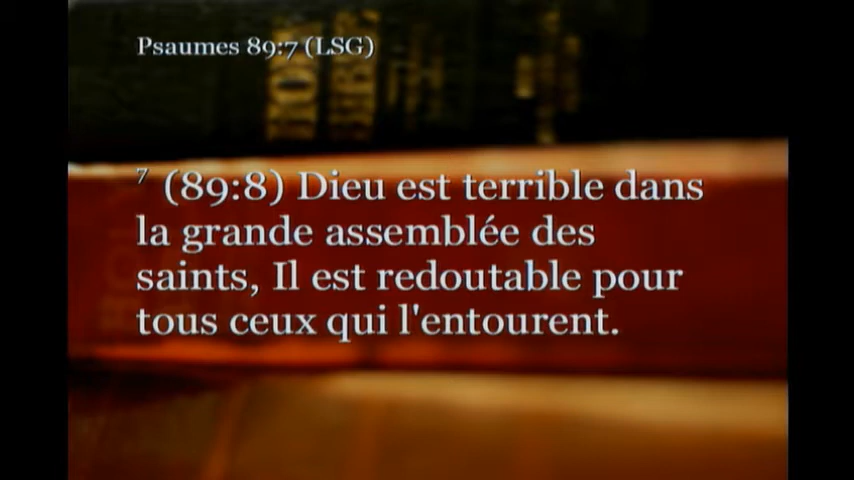 Psaumes 89:7 (LSG)
7 (89:8) Dieu est terrible dans
la grande assemblée des
saints, Il est redoutable pour
tous ceux qui l'entourent.